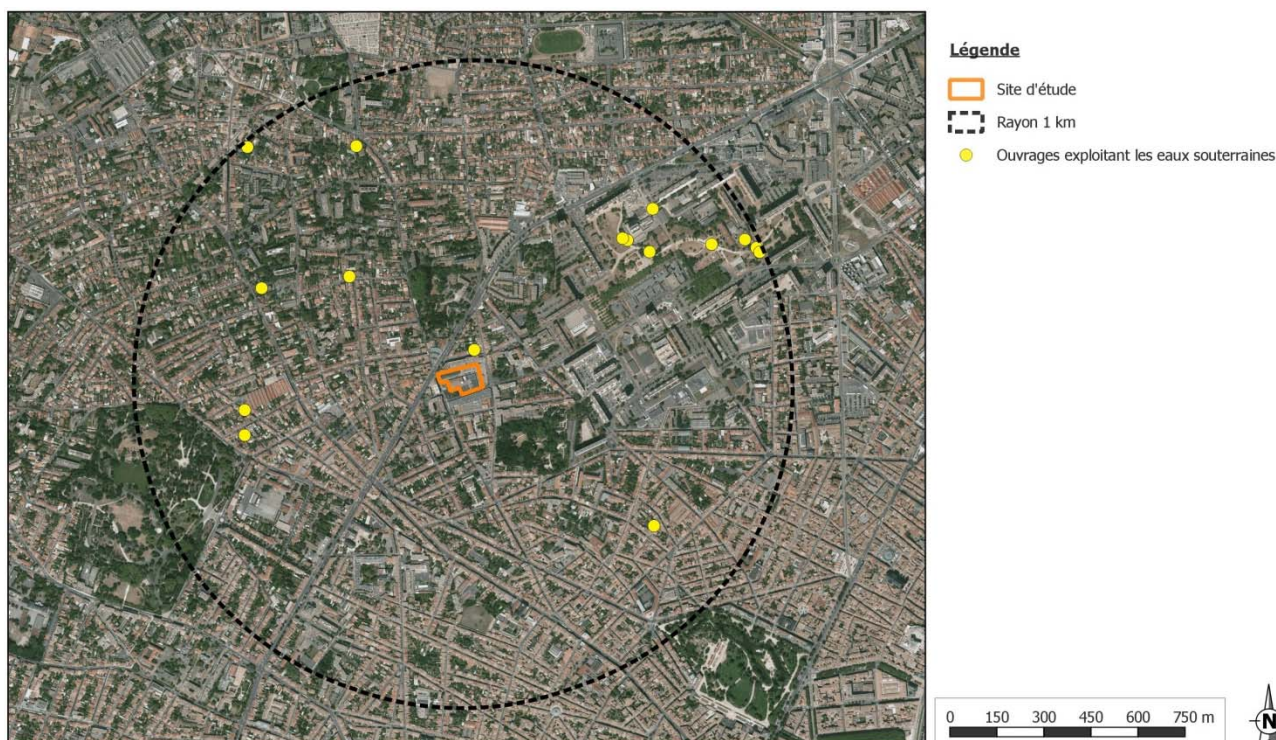 Légende
Site d'étude
Rayon 1 km
Ouvrages exploitant les eaux souterraines
0 150 300 450 600 750 m
N